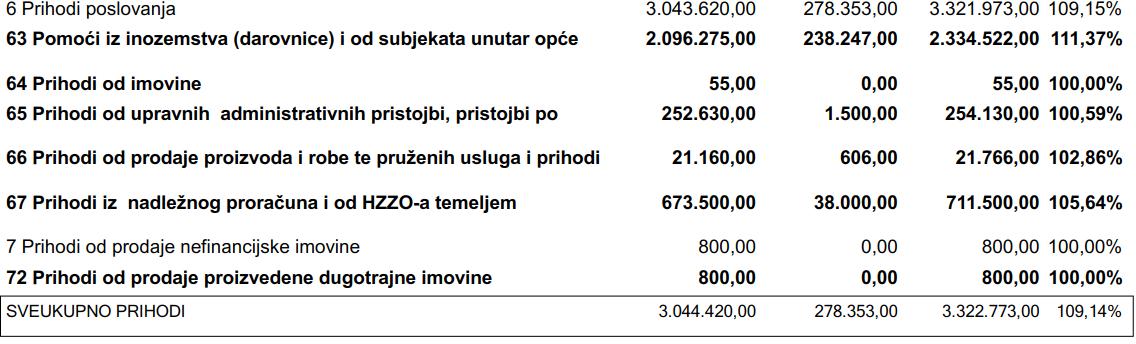 6 Prihodi poslovanja 3.043.620,00 278.353,00 3.321.973,00 109,15%
63 Pomoći iz inozemstva (darovnice) i od subjekata unutar opće 2.096.275,00 238.247,00 2.334.522,00 111,37%
64 Prihodi od imovine 55,00 0,00 55,00 100,00%
65 Prihodi od upravnih administrativnih pristojbi, pristojbi po 252.630,00 1.500,00 254.130,00 100,59%
66 Prihodi od prodaje proizvoda i robe te pruženih usluga i prihodi 21.160,00 606,00 21.766,00 102,86%
67 Prihodi iz nadležnog proračuna i od HZZO-a temeljem 673.500,00 38.000,00 711.500,00 105,64%
7 Prihodi od prodaje nefinancijske imovine 800,00 0,00 800,00 100,00%
72 Prihodi od prodaje proizvedene dugotrajne imovine 800,00 0,00 800,00 100,00%
SVEUKUPNO PRIHODI 3.044.420,00 278.353,00 3.322.773,00 109,14%